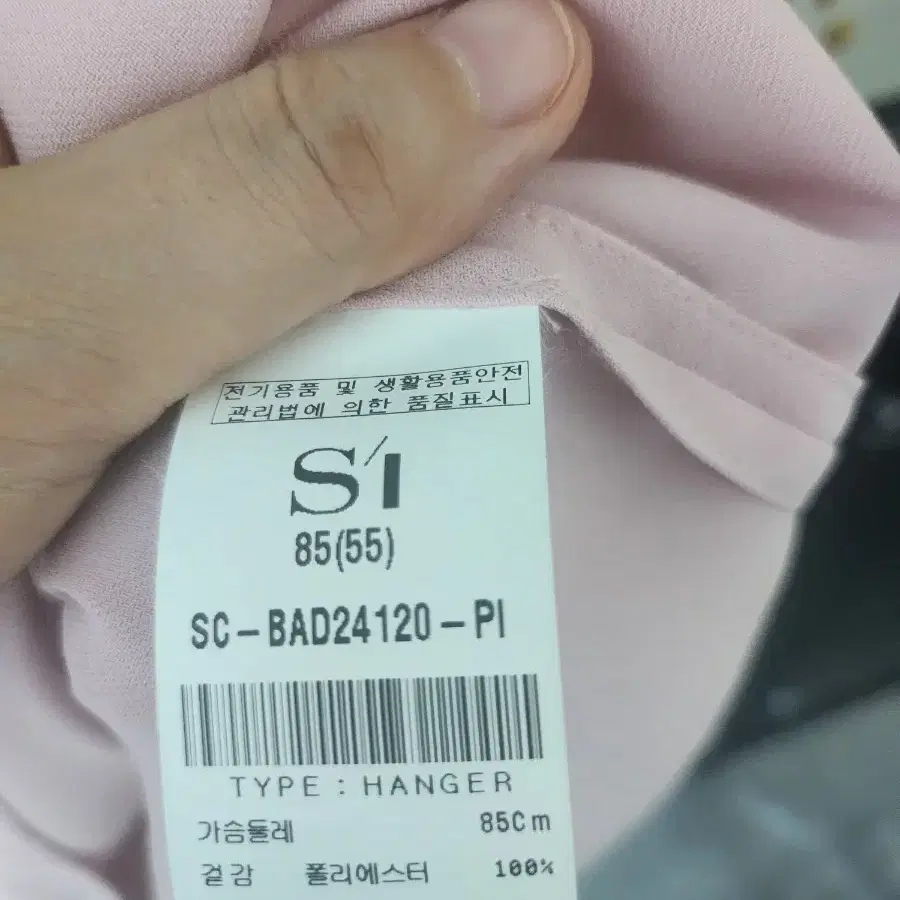 전기용품 및 생활용품안전
관리법에 의한 품질표시
S'I
85(55)
SC-BAD24120-PI
TYPE : HANGER
가슴둘레 85Cm
겉감 폴리에스터 100%